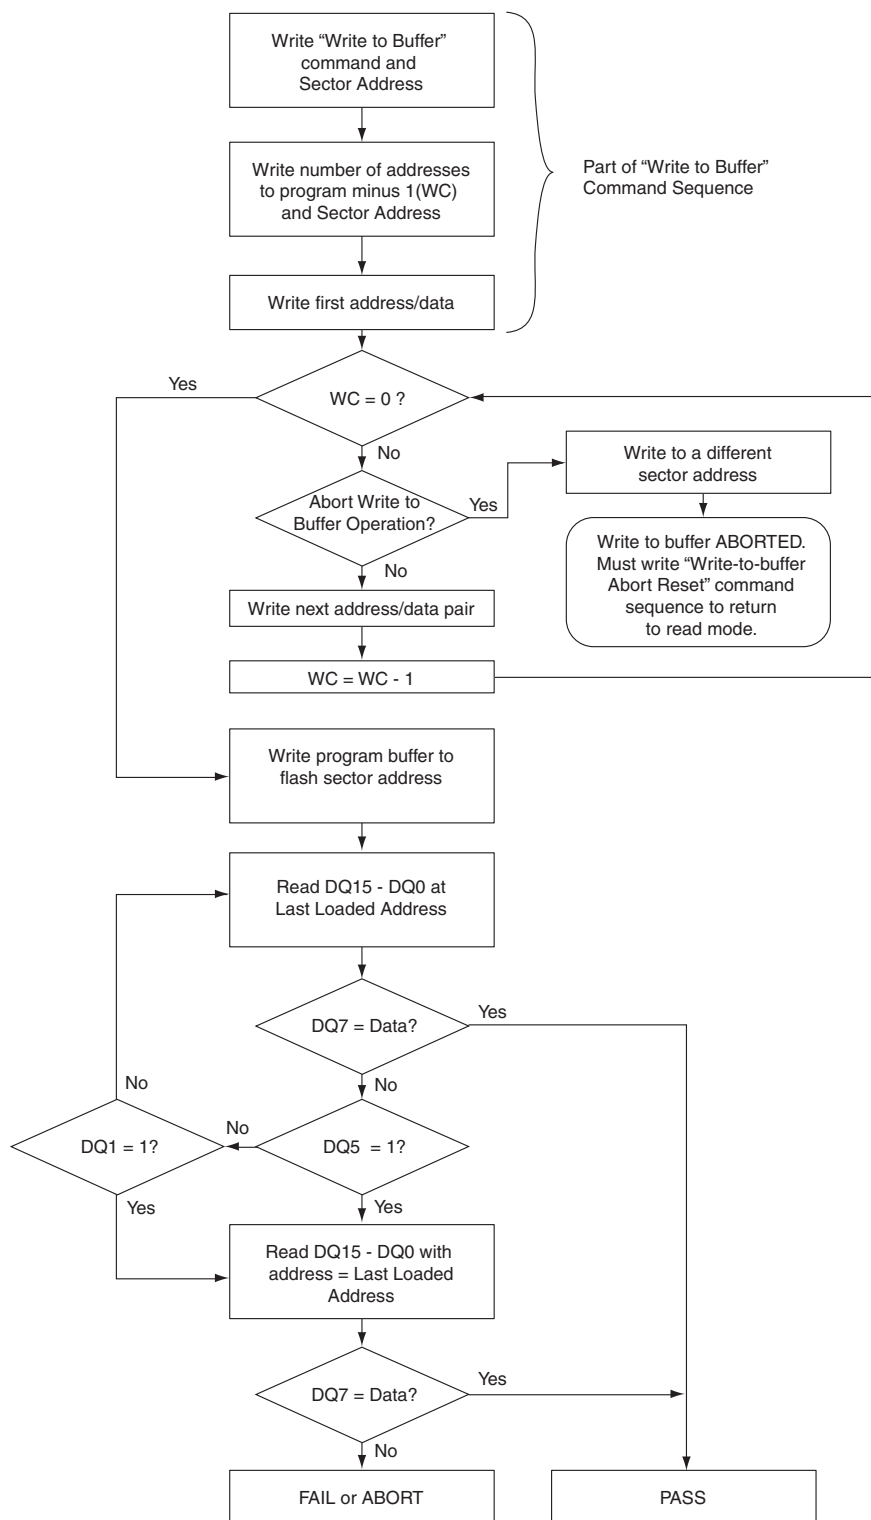 Write “Write to Buffer”
command and
Sector Address
Write number of addresses
to program minus 1(WC)
and Sector Address
Part of “Write to Buffer”
Command Sequence
Write first address/data
Yes
WC = 0 ?
No
Write to a different
sector address
Abort Write to
Buffer Operation?
Yes
No
Write to buffer ABORTED.
Must write “Write-to-buffer
Abort Reset” command
sequence to return
to read mode.
Write next address/data pair
WC = WC - 1
Write program buffer to
flash sector address
Read DQ15 - DQ0 at
Last Loaded Address
DQ7 = Data?
Yes
No
No
DQ1 = 1?
No
DQ5 = 1?
Yes
Yes
Read DQ15 - DQ0 with
address = Last Loaded
Address
DQ7 = Data?
Yes
No
FAIL or ABORT
PASS